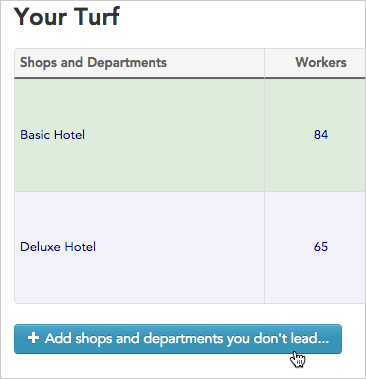 Your Turf
Shops and Departments Workers
Basic Hotel 84
Deluxe Hotel 65
+ Add shops and departments you don't lead...